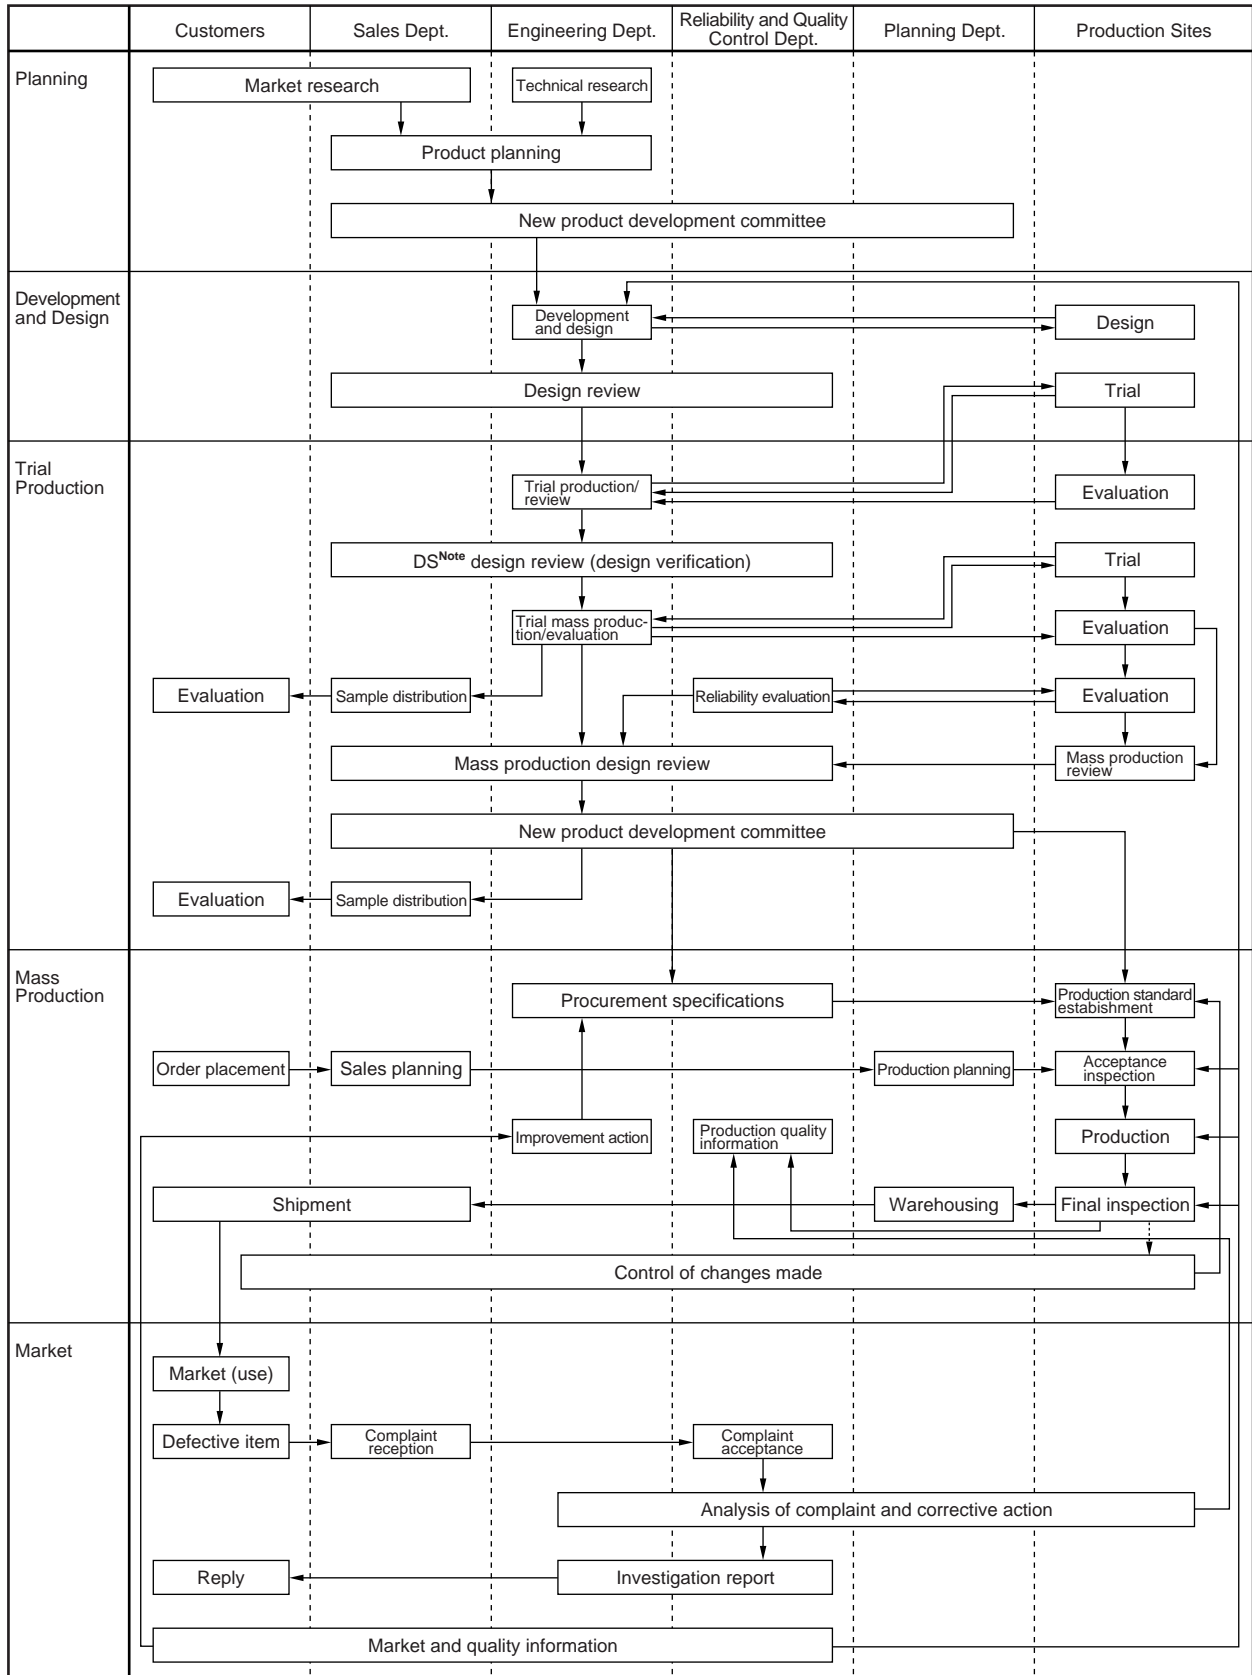 Customers
Sales Dept.
Engineering Dept.
Reliability and Quality
Control Dept.
Planning Dept.
Production Sites
Planning
Market research
Technical research
Product planning
New product development committee
Development
and Design
Development
and design
Design
Design review
Trial
Trial
Production
Trial production/
review
Evaluation
DSNote design review (design verification)
Trial
Trial mass produc-
tion/evaluation
Evaluation
Evaluation
Sample distribution
Reliability evaluation
Evaluation
Mass production design review
Mass production
review
New product development committee
Evaluation
Sample distribution
Mass
Production
Procurement specifications
Production standard
estabishment
Order placement
Sales planning
Production planning
Acceptance
inspection
Improvement action
Production quality
information
Production
Shipment
Warehousing
Final inspection
Control of changes made
Market
Market (use)
Defective item
Complaint
reception
Complaint
acceptance
Analysis of complaint and corrective action
Reply
Investigation report
Market and quality information